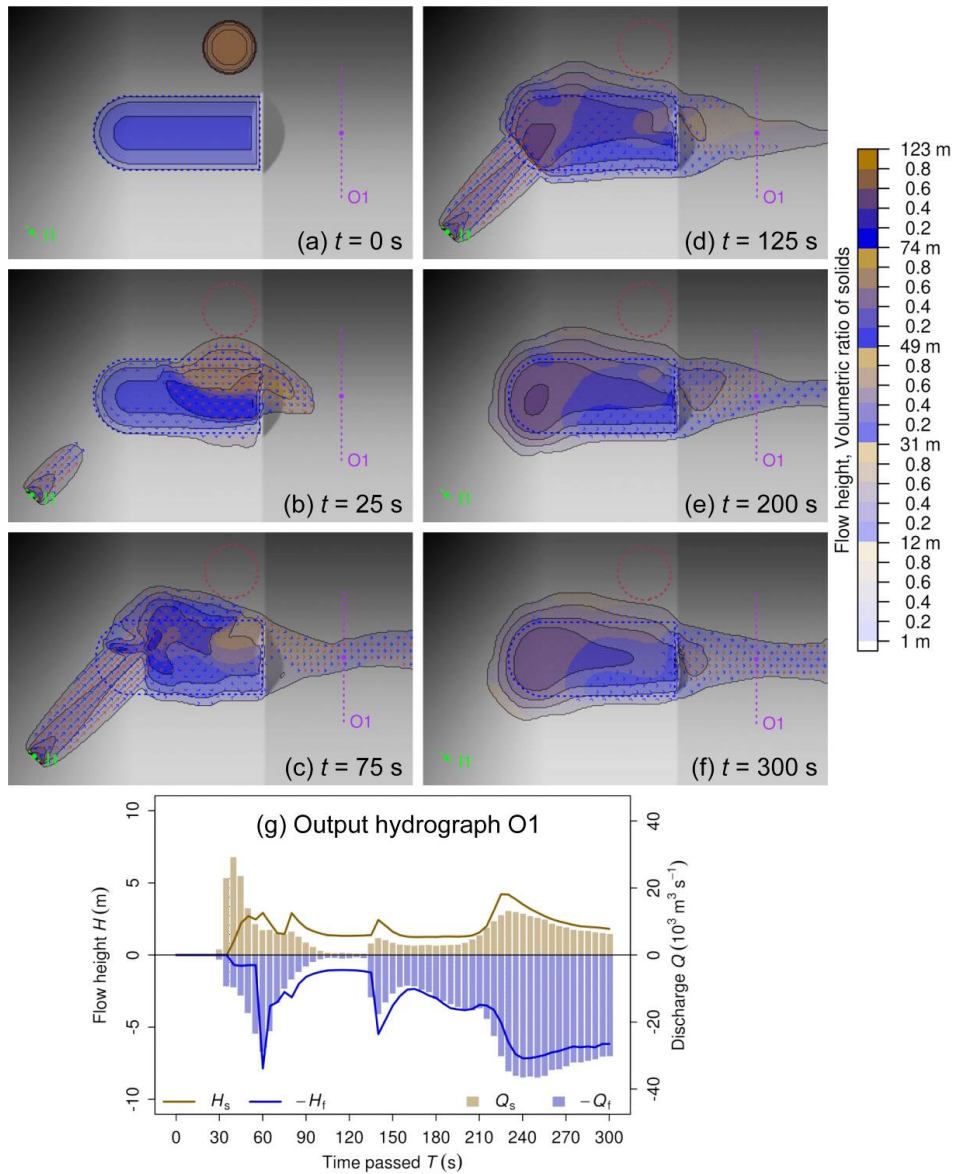 O1
I1
(a) t = 0 s
O1
(d) t = 125 s
O1
I1
(b) t = 25 s
O1
I1
(e) t = 200 s
O1
I1
(c) t = 75 s
O1
I1
(f) t = 300 s
Flow height, Volumetric ratio of solids
123 m
0.8
0.6
0.4
0.2
74 m
0.8
0.6
0.4
0.2
49 m
0.8
0.6
0.4
0.2
31 m
0.8
0.6
0.4
0.2
12 m
0.8
0.6
0.4
0.2
1 m
(g) Output hydrograph O1
Flow height H (m)
10
5
0
-5
-10
Discharge Q (10³ m³ s⁻¹)
40
20
0
-20
-40
Hs
−Hf
Qs
−Qf
0 30 60 90 120 150 180 210 240 270 300
Time passed T (s)